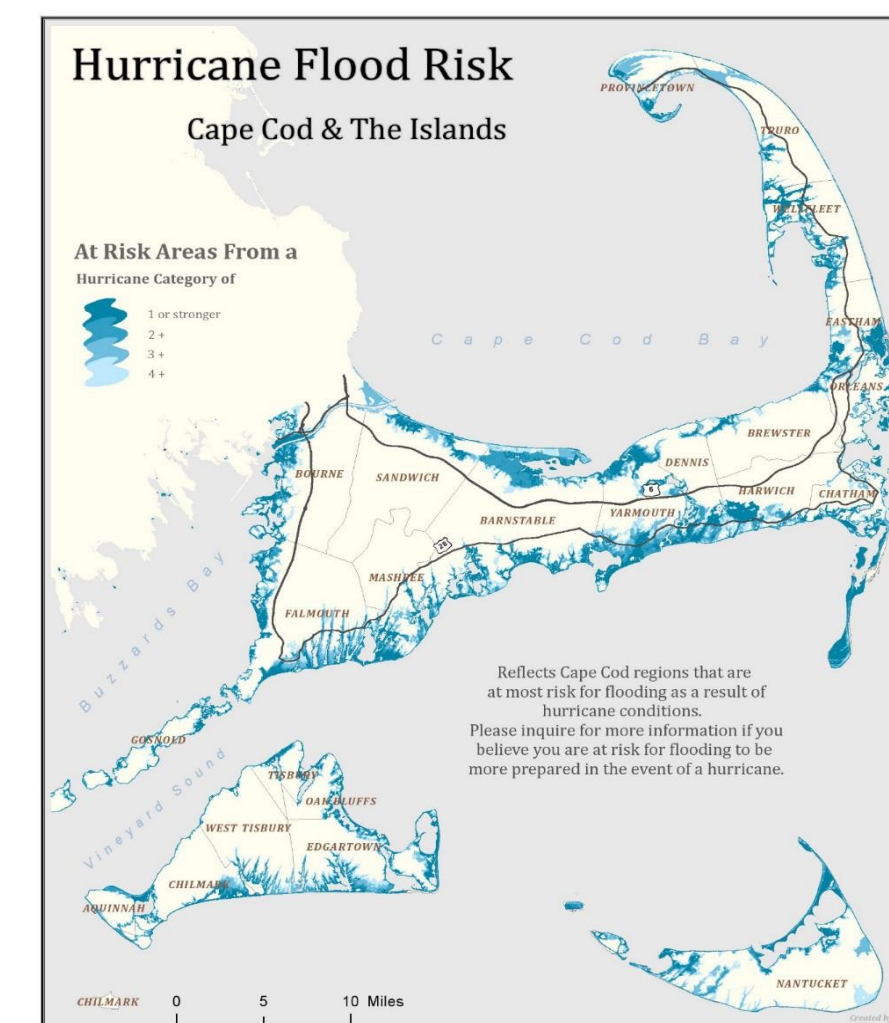 Hurricane Flood Risk
Cape Cod & The Islands
PROVINCETOWN
TRURO
WELLFLEET
At Risk Areas From a
Hurricane Category of
1 or stronger
2 +
3 +
4 +
Cape Cod Bay
EASTHAM
ORLEANS
BREWSTER
DENNIS
BOURNE
SANDWICH
6
HARWICH
CHATHAM
YARMOUTH
BARNSTABLE
28
MASHPEE
FALMOUTH
Buzzards Bay
Reflects Cape Cod regions that are
at most risk for flooding as a result of
hurricane conditions.
Please inquire for more information if you
believe you are at risk for flooding to be
more prepared in the event of a hurricane.
GOSNOLD
Vineyard Sound
TISBURY
OAK BLUFFS
WEST TISBURY
EDGARTOWN
CHILMARK
AQUINNAH
NANTUCKET
CHILMARK
0 5 10 Miles
Created by